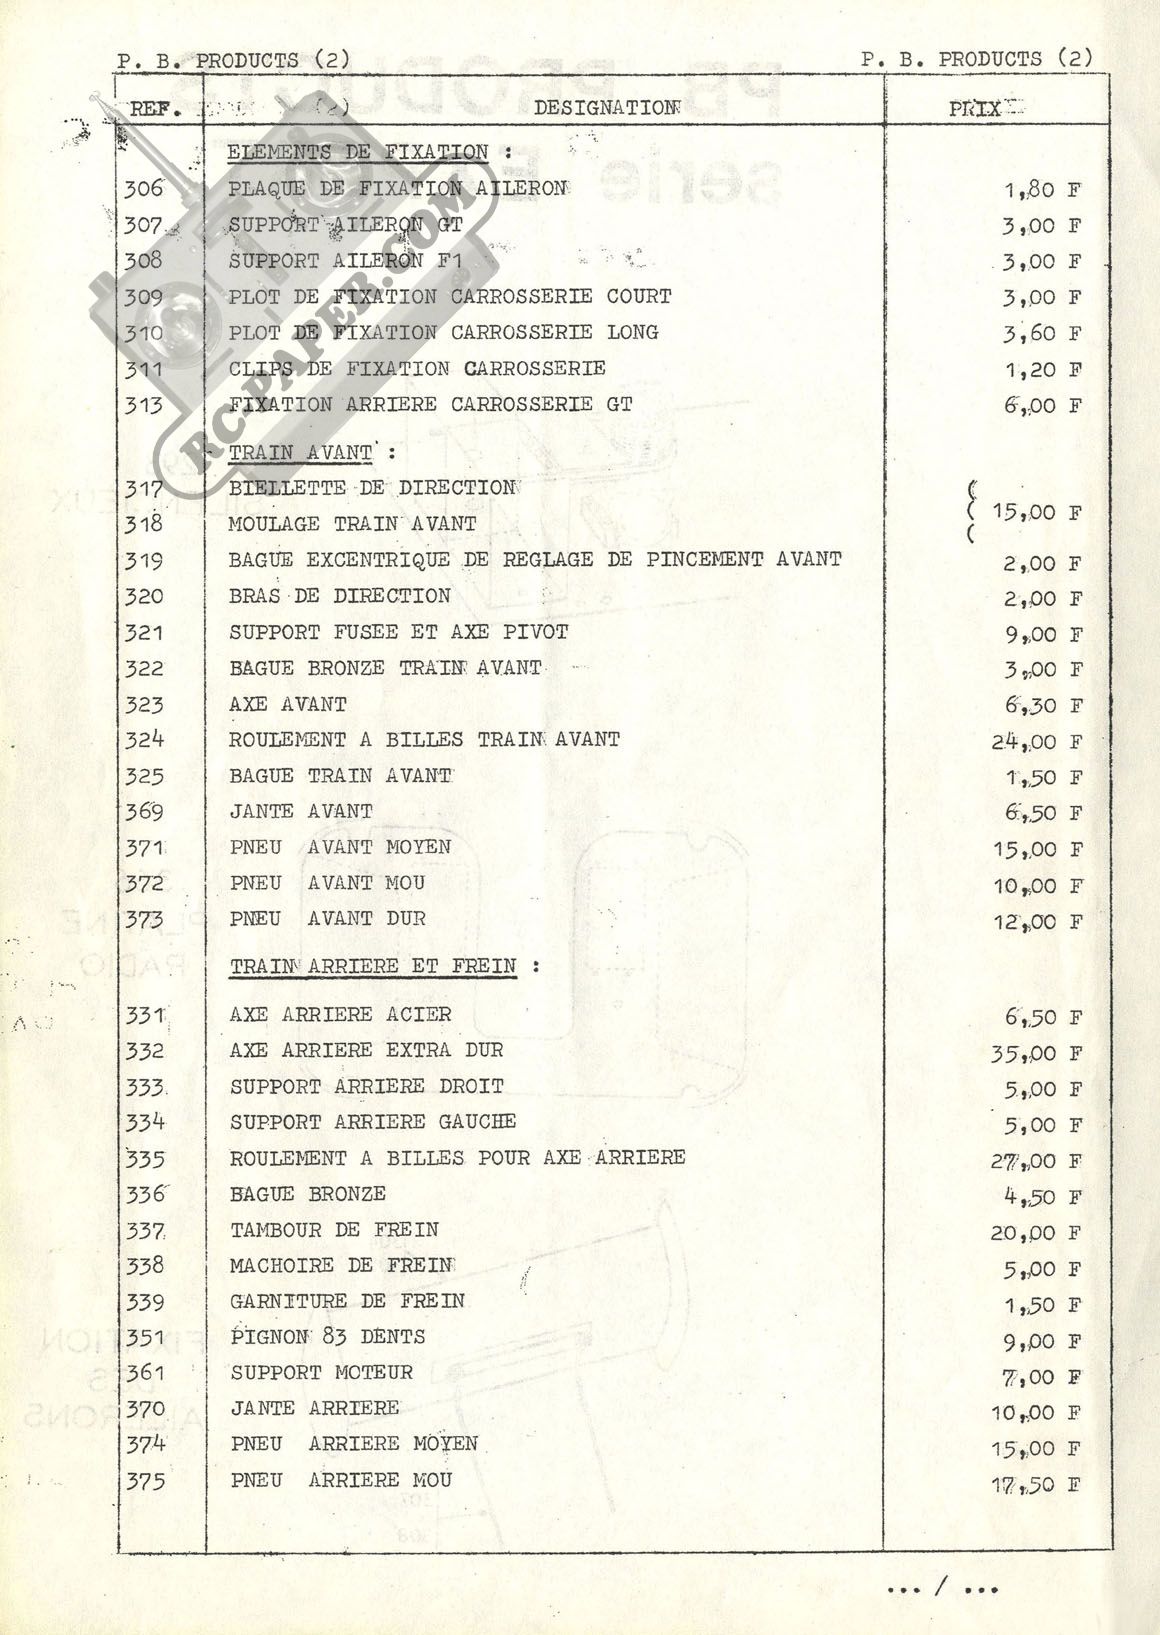 P. B. PRODUCTS (2) P. B. PRODUCTS (2)
REF. (2) DESIGNATION PRIX
ELEMENTS DE FIXATION :
306 PLAQUE DE FIXATION AILERON 1,80 F
307 SUPPORT AILERON GT 3,00 F
308 SUPPORT AILERON F1 3,00 F
309 PLOT DE FIXATION CARROSSERIE COURT 3,00 F
310 PLOT DE FIXATION CARROSSERIE LONG 3,60 F
311 CLIPS DE FIXATION CARROSSERIE 1,20 F
313 FIXATION ARRIERE CARROSSERIE GT 6,00 F
RC-PAPER.COM
TRAIN AVANT :
317 BIELLETTE DE DIRECTION (
( 15,00 F
318 MOULAGE TRAIN AVANT (
319 BAGUE EXCENTRIQUE DE REGLAGE DE PINCEMENT AVANT 2,00 F
320 BRAS DE DIRECTION 2,00 F
321 SUPPORT FUSEE ET AXE PIVOT 9,00 F
322 BAGUE BRONZE TRAIN AVANT 3,00 F
323 AXE AVANT 6,30 F
324 ROULEMENT A BILLES TRAIN AVANT 24,00 F
325 BAGUE TRAIN AVANT 1,50 F
369 JANTE AVANT 6,50 F
371 PNEU AVANT MOYEN 15,00 F
372 PNEU AVANT MOU 10,00 F
373 PNEU AVANT DUR 12,00 F
TRAIN ARRIERE ET FREIN :
331 AXE ARRIERE ACIER 6,50 F
332 AXE ARRIERE EXTRA DUR 35,00 F
333 SUPPORT ARRIERE DROIT 5,00 F
334 SUPPORT ARRIERE GAUCHE 5,00 F
335 ROULEMENT A BILLES POUR AXE ARRIERE 27,00 F
336 BAGUE BRONZE 4,50 F
337 TAMBOUR DE FREIN 20,00 F
338 MACHOIRE DE FREIN 5,00 F
339 GARNITURE DE FREIN 1,50 F
351 PIGNON 83 DENTS 9,00 F
361 SUPPORT MOTEUR 7,00 F
370 JANTE ARRIERE 10,00 F
374 PNEU ARRIERE MOYEN 15,00 F
375 PNEU ARRIERE MOU 17,50 F
... / ...